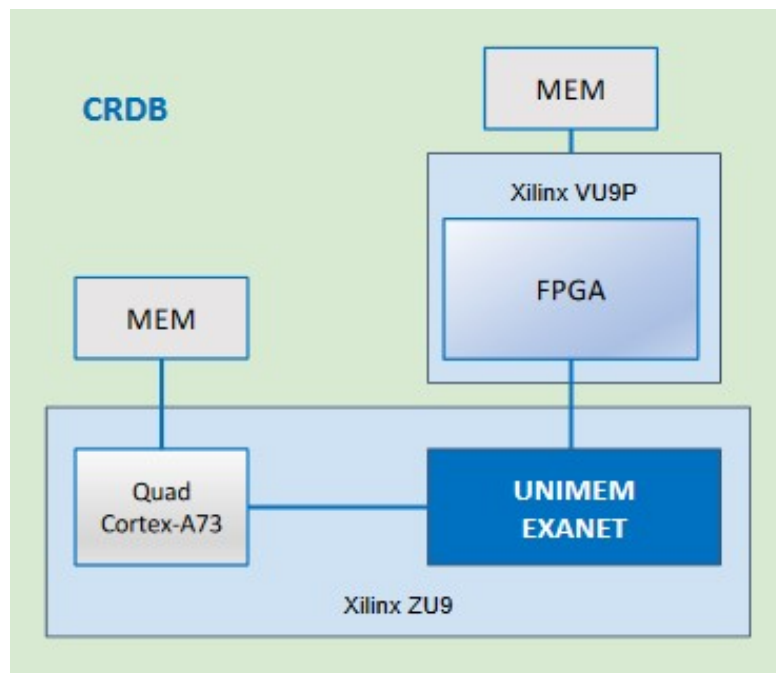 CRDB
MEM
Xilinx VU9P
FPGA
MEM
Quad
Cortex-A73
UNIMEM
EXANET
Xilinx ZU9